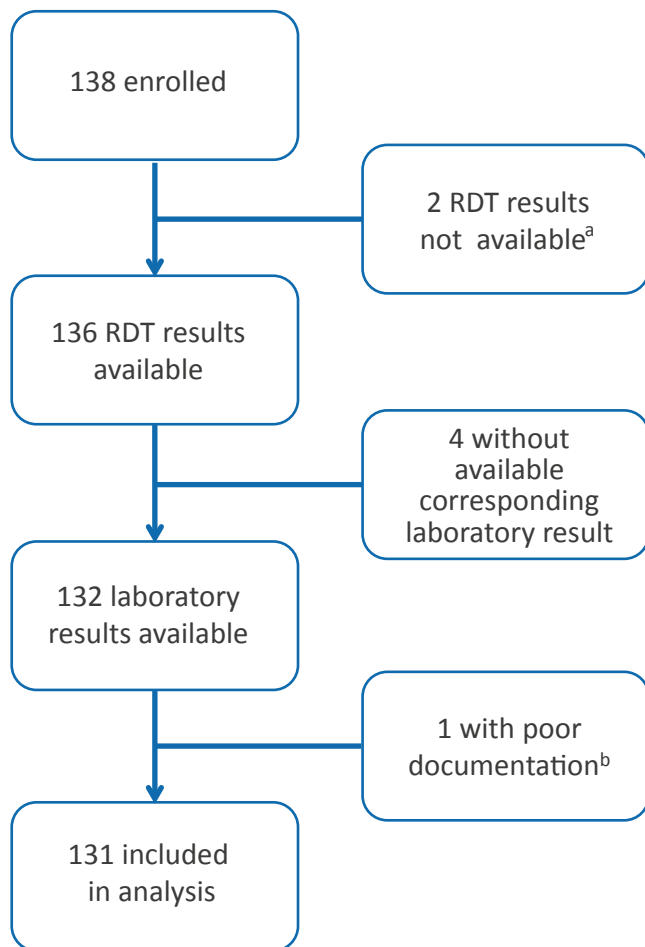 138 enrolled
2 RDT results
not available^a
136 RDT results
available
4 without
available
corresponding
laboratory result
132 laboratory
results available
1 with poor
documentation^b
131 included
in analysis